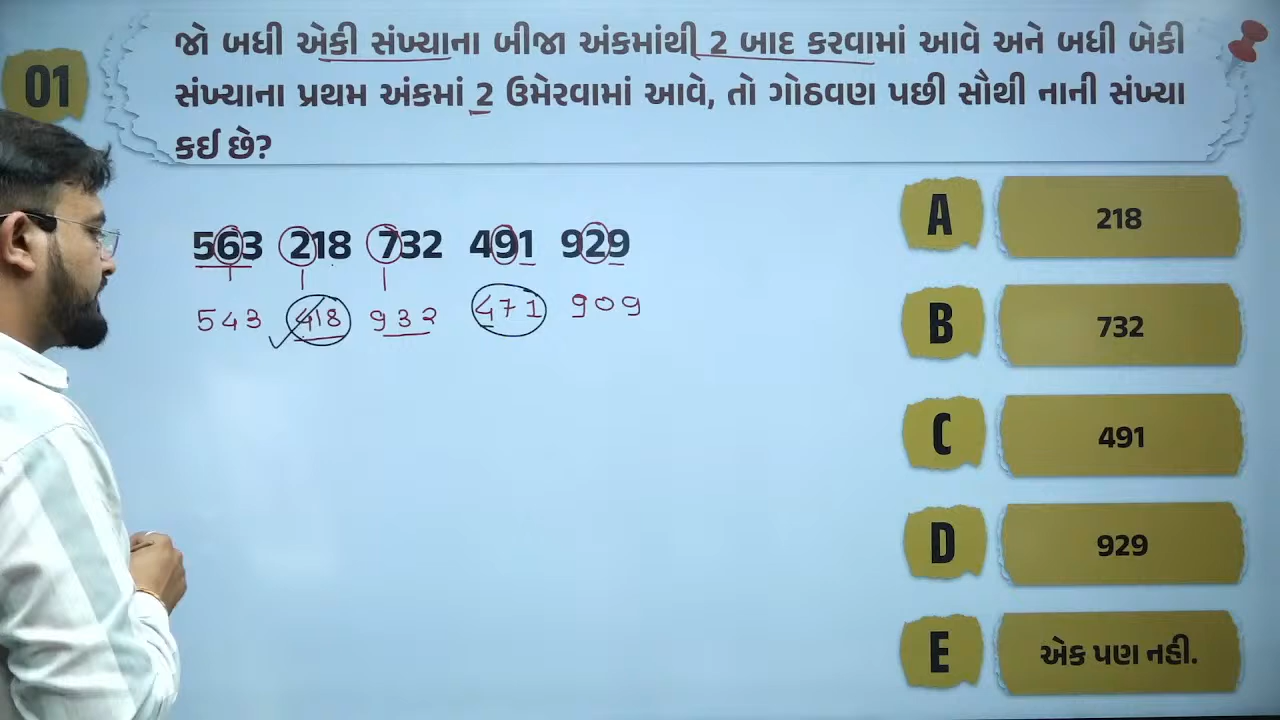 01
જો બધી એકી સંખ્યાના બીજા અંકમાંથી 2 બાદ કરવામાં આવે અને બધી બેકી
સંખ્યાના પ્રથમ અંકમાં 2 ઉમેરવામાં આવે, તો ગોઠવણ પછી સૌથી નાની સંખ્યા
કઈ છે?
563 218 732 491 929
543 418 932 471 909
A 218
B 732
C 491
D 929
E એક પણ નહી.